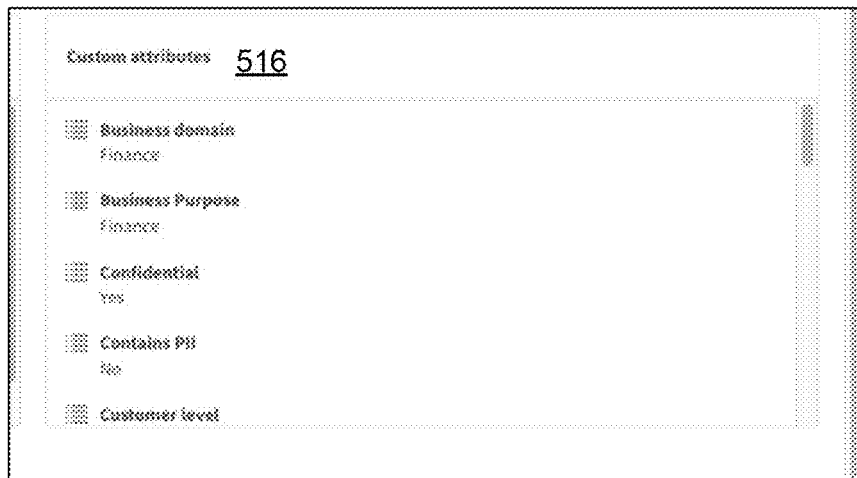 Custom attributes 516
Business domain
Finance
Business Purpose
Finance
Confidential
Yes
Contains PII
No
Customer level